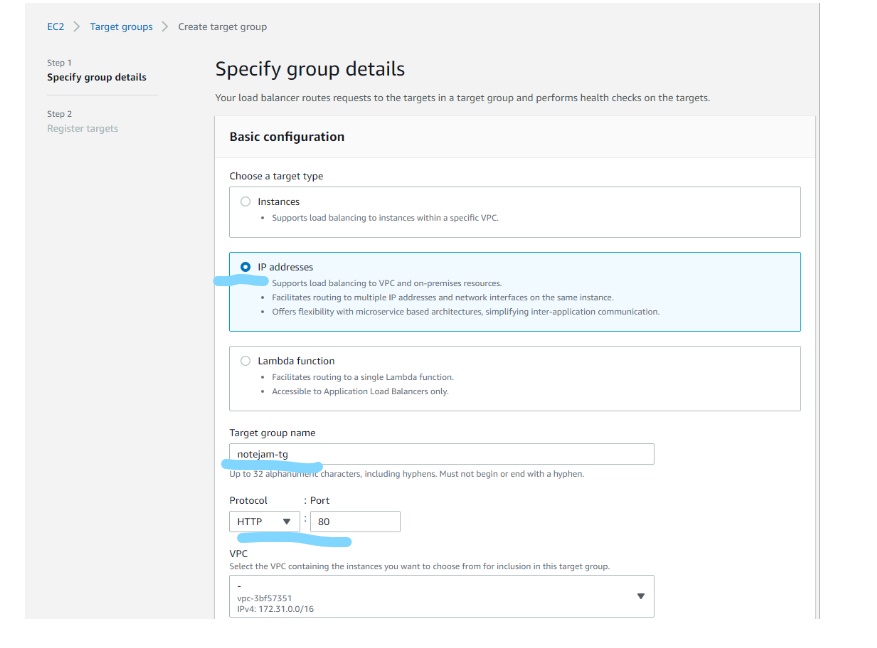 EC2 > Target groups > Create target group
Step 1
Specify group details
Step 2
Register targets
Specify group details
Your load balancer routes requests to the targets in a target group and performs health checks on the targets.
Basic configuration
Choose a target type
Instances
• Supports load balancing to instances within a specific VPC.
IP addresses
Supports load balancing to VPC and on-premises resources.
• Facilitates routing to multiple IP addresses and network interfaces on the same instance.
• Offers flexibility with microservice based architectures, simplifying inter-application communication.
Lambda function
• Facilitates routing to a single Lambda function.
• Accessible to Application Load Balancers only.
Target group name
notejam-tg
Up to 32 alphanumeric characters, including hyphens. Must not begin or end with a hyphen.
Protocol : Port
HTTP : 80
VPC
Select the VPC containing the instances you want to choose from for inclusion in this target group.
-
vpc-3bf57351
IPv4: 172.31.0.0/16